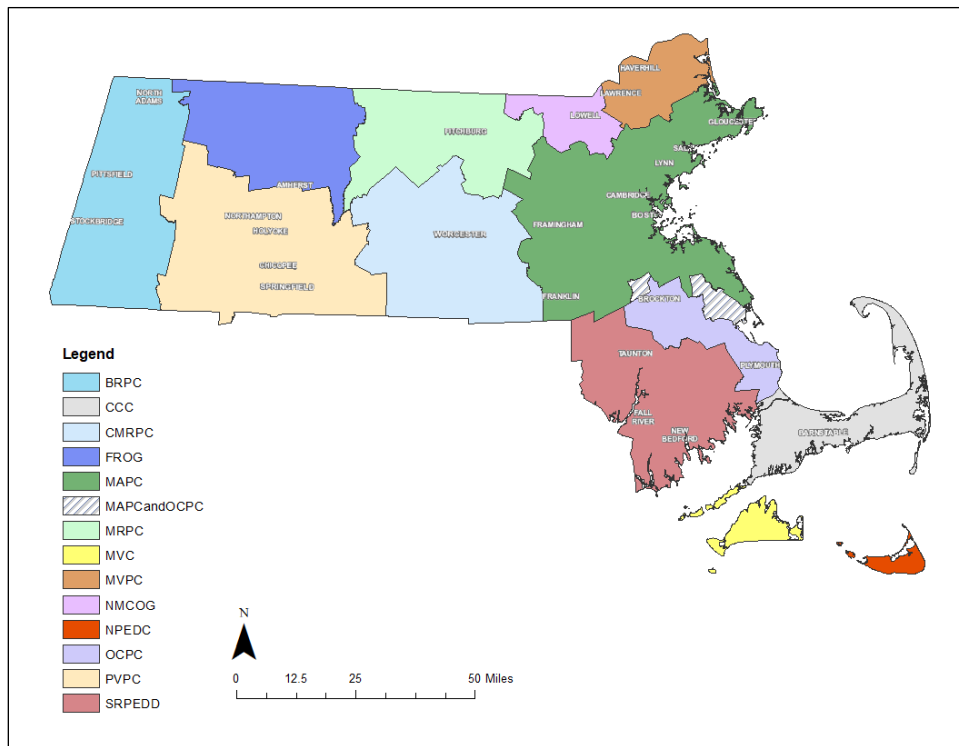 HAVERHILL
NORTH
ADAMS
LAWRENCE
LOWELL
GLOUCESTER
FITCHBURG
SAL
LYNN
PITTSFIELD
AMHERST
CAMBRIDGE
STOCKBRIDGE
NORTHAMPTON
BOSTON
HOLYOKE
WORCESTER
FRAMINGHAM
CHICOPEE
SPRINGFIELD
FRANKLIN
BROCKTON
TAUNTON
PLYMOUTH
FALL
RIVER
NEW
BEDFORD
BARNSTABLE
Legend
BRPC
CCC
CMRPC
FROG
MAPC
MAPCandOCPC
MRPC
MVC
MVPC
NMCOG
NPEDC
OCPC
PVPC
SRPEDD
N
0 12.5 25 50 Miles